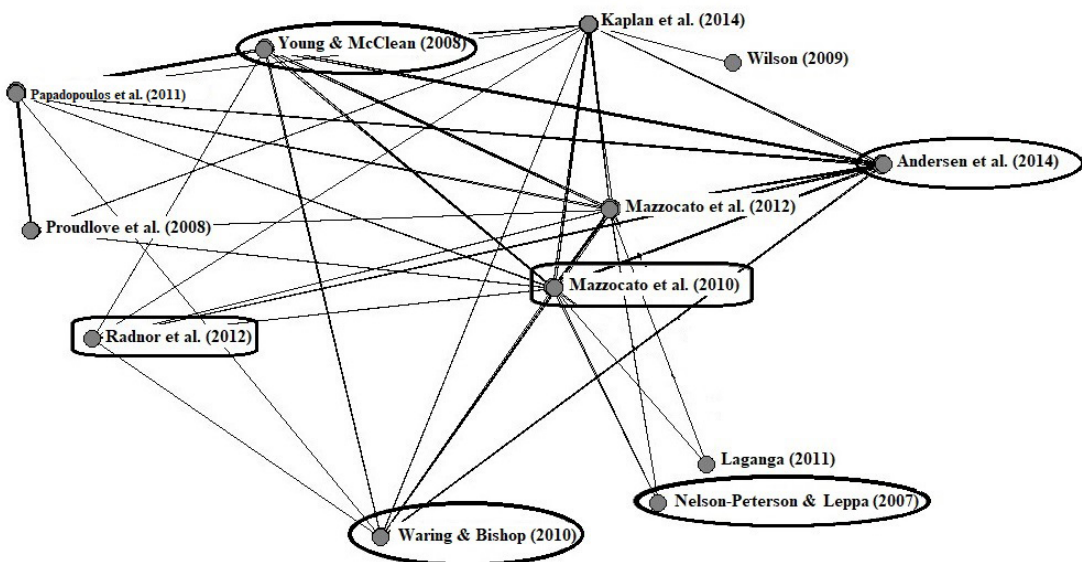 Kaplan et al. (2014)
Young & McClean (2008)
Wilson (2009)
Papadopoulos et al. (2011)
Andersen et al. (2014)
Mazzocato et al. 2012)
Proudlove et al. 2008)
Mazzocato et al. (2010)
Radnor et al. (2012)
Laganga (2011)
Nelson-Peterson & Leppa (2007)
Waring & Bishop (2010)